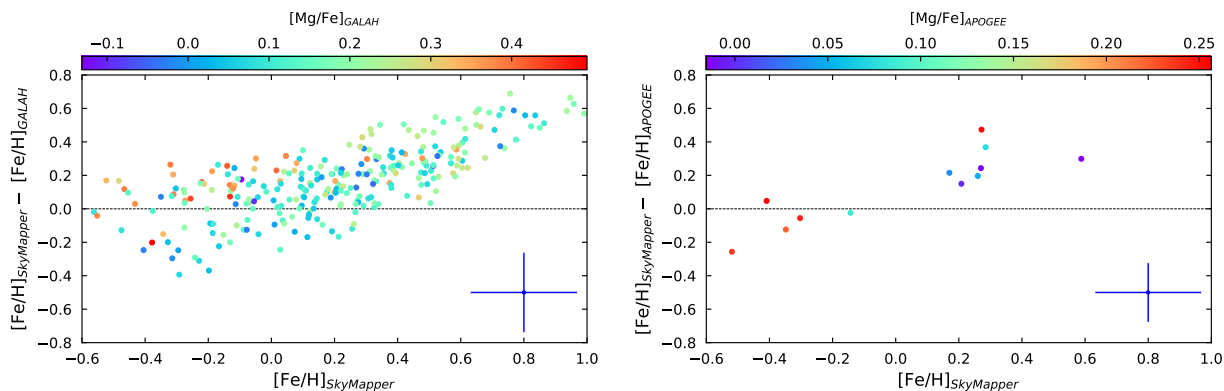 [Mg/Fe]GALAH
−0.1 0.0 0.1 0.2 0.3 0.4
0.8
0.6
0.4
0.2
0.0
−0.2
−0.4
−0.6
−0.8
[Fe/H]SkyMapper − [Fe/H]GALAH
−0.6 −0.4 −0.2 0.0 0.2 0.4 0.6 0.8 1.0
[Fe/H]SkyMapper
[Mg/Fe]APOGEE
0.00 0.05 0.10 0.15 0.20 0.25
0.8
0.6
0.4
0.2
0.0
−0.2
−0.4
−0.6
−0.8
[Fe/H]SkyMapper − [Fe/H]APOGEE
−0.6 −0.4 −0.2 0.0 0.2 0.4 0.6 0.8 1.0
[Fe/H]SkyMapper